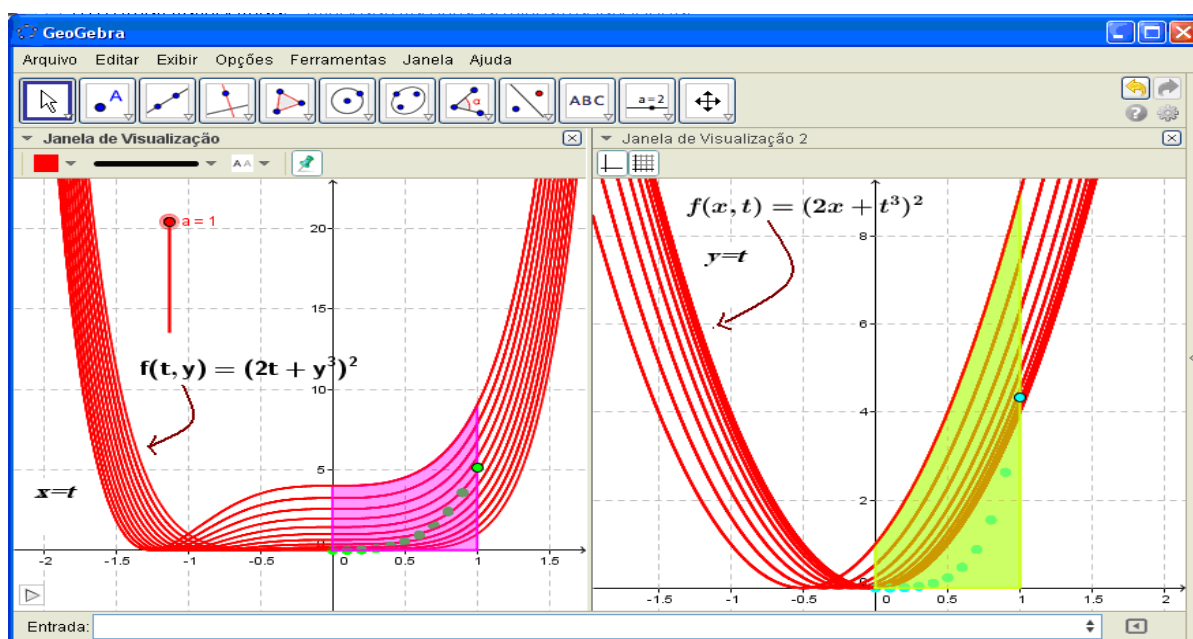 GeoGebra
Arquivo Editar Exibir Opções Ferramentas Janela Ajuda
A α ABC a=2
Janela de Visualização
Janela de Visualização 2
AA
a = 1
f(t, y) = (2t + y³)²
x=t
20
15
10
5
0
-2 -1.5 -1 -0.5 0 0.5 1 1.5
f(x, t) = (2x + t³)²
y=t
8
6
4
2
0
-1.5 -1 -0.5 0 0.5 1 1.5 2
Entrada: